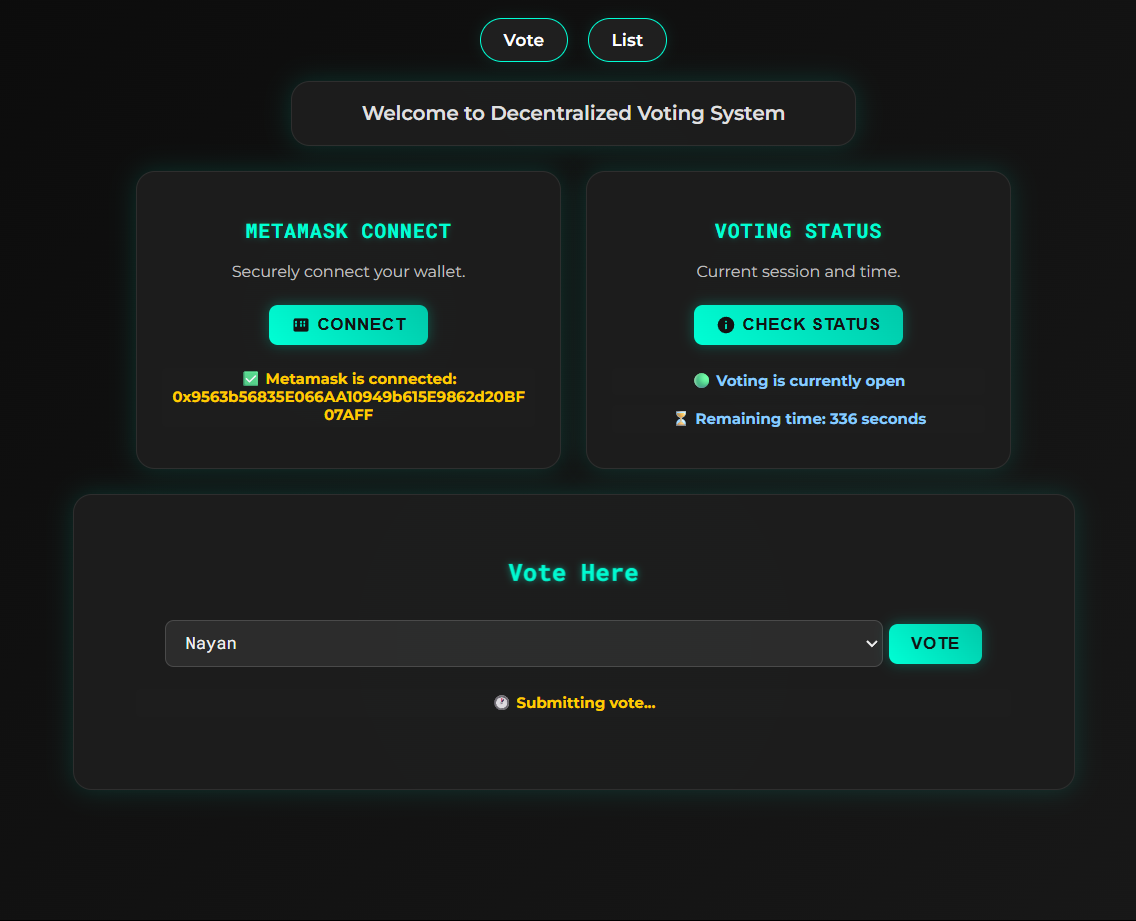 Vote List
Welcome to Decentralized Voting System
METAMASK CONNECT
Securely connect your wallet.
CONNECT
✅ Metamask is connected:
0x9563b56835E066AA10949b615E9862d20BF
07AFF
VOTING STATUS
Current session and time.
CHECK STATUS
Voting is currently open
⏳ Remaining time: 336 seconds
Vote Here
Nayan
VOTE
Submitting vote...